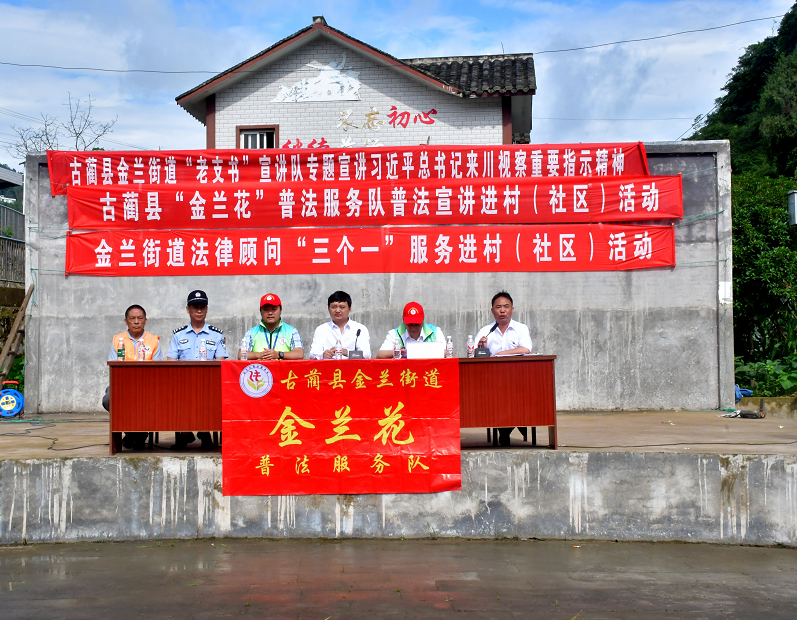 永志 初心
古蔺县金兰街道“老支书”宣讲队专题宣讲习近平总书记来川视察重要指示精神
古蔺县“金兰花”普法服务队普法宣讲进村（社区）活动
金兰街道法律顾问“三个一”服务进村（社区）活动
古蔺县金兰街道
金兰花
普法服务队